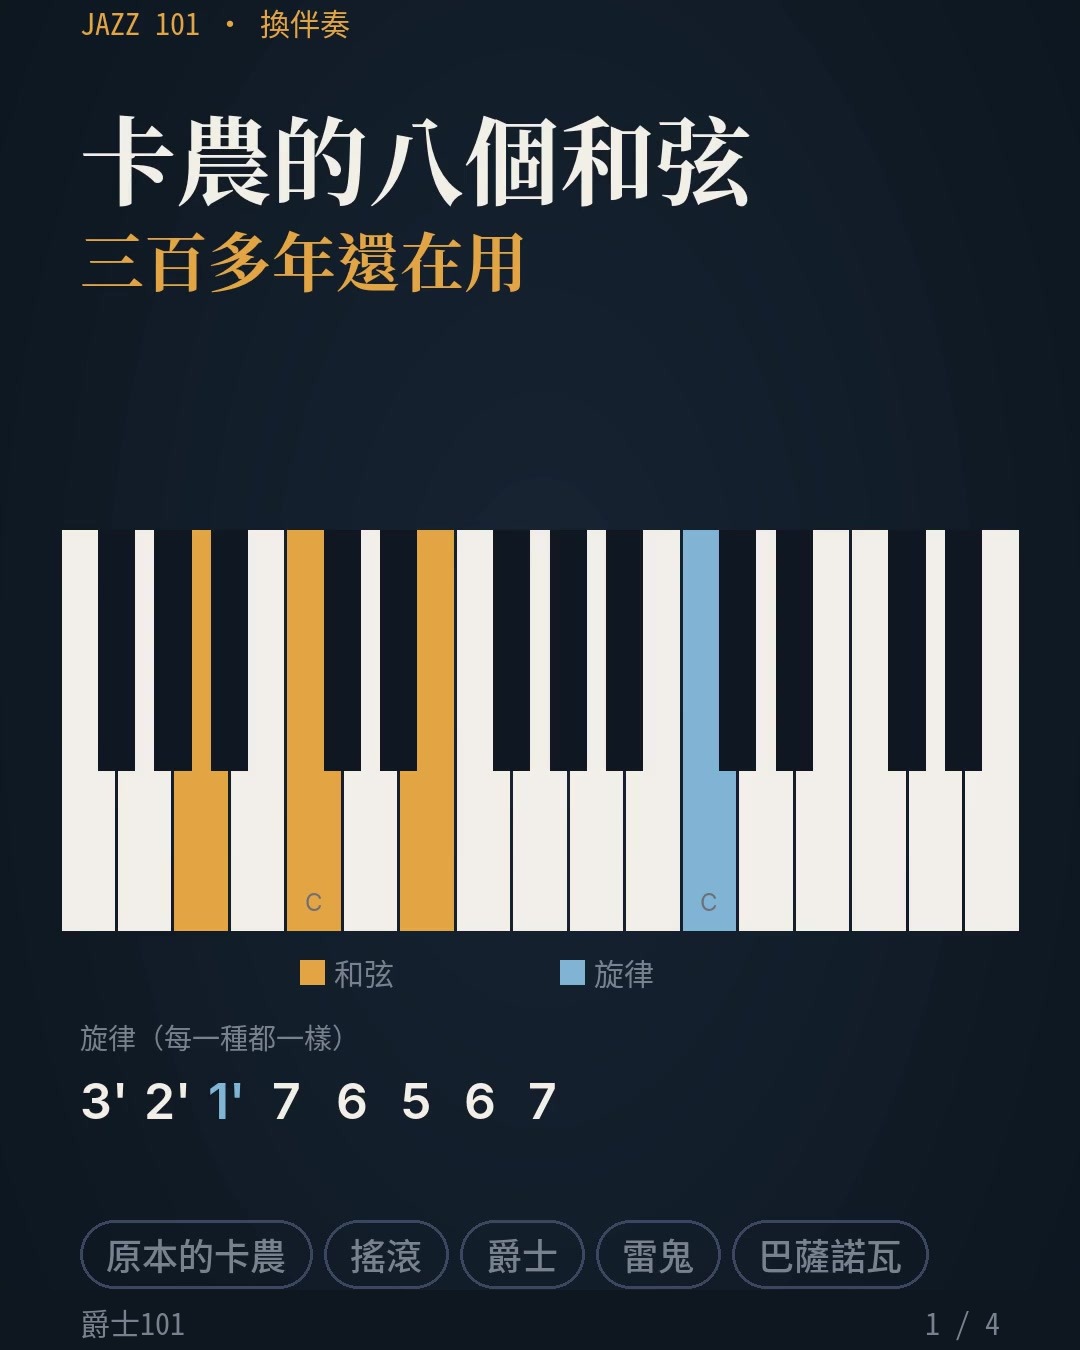 JAZZ 101 • 換伴奏
卡農的八個和弦
三百多年還在用
C C
和弦 旋律
旋律（每一種都一樣）
3' 2' 1' 7 6 5 6 7
原本的卡農 搖滾 爵士 雷鬼 巴薩諾瓦
爵士101 1 / 4